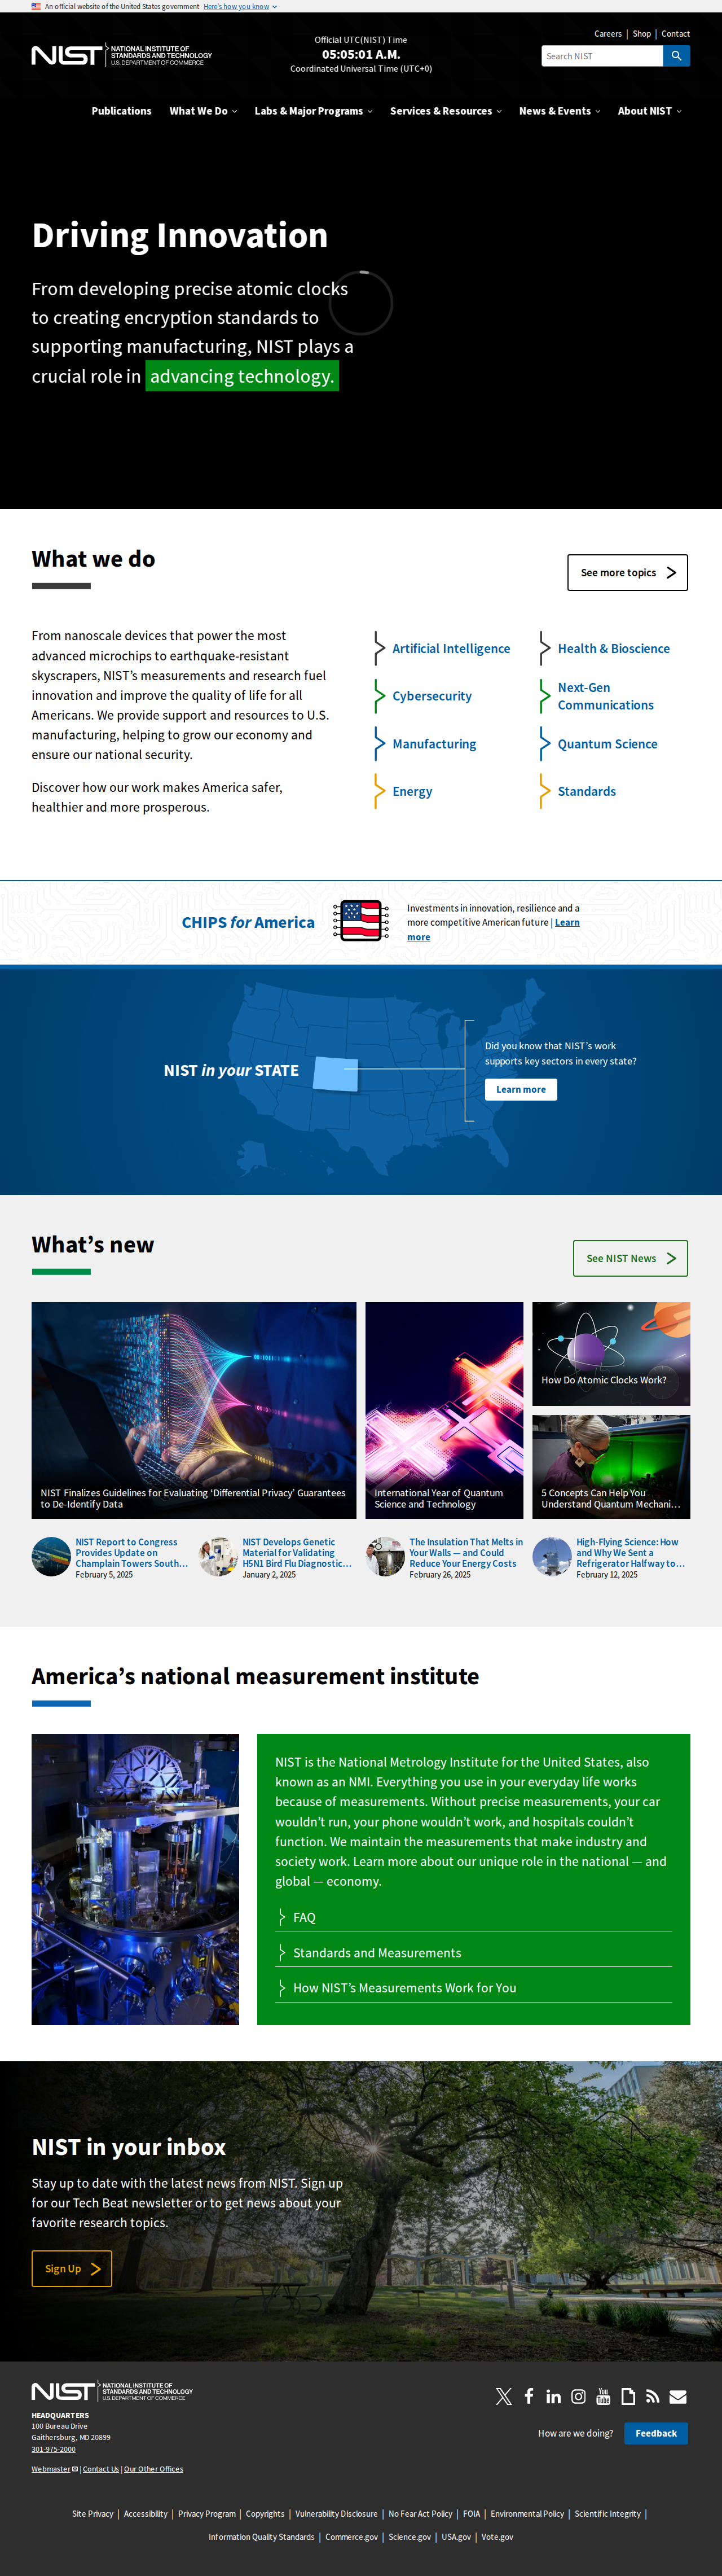 An official website of the United States government Here's how you know
NIST NATIONAL INSTITUTE OF
STANDARDS AND TECHNOLOGY
U.S. DEPARTMENT OF COMMERCE
Official UTC(NIST) Time
05:05:01 A.M.
Coordinated Universal Time (UTC+0)
Careers | Shop | Contact
Search NIST
Publications What We Do Labs & Major Programs Services & Resources News & Events About NIST
Driving Innovation
From developing precise atomic clocks
to creating encryption standards to
supporting manufacturing, NIST plays a
crucial role in advancing technology.
What we do
See more topics
From nanoscale devices that power the most
advanced microchips to earthquake-resistant
skyscrapers, NIST's measurements and research fuel
innovation and improve the quality of life for all
Americans. We provide support and resources to U.S.
manufacturing, helping to grow our economy and
ensure our national security.
Discover how our work makes America safer,
healthier and more prosperous.
Artificial Intelligence
Cybersecurity
Manufacturing
Energy
Health & Bioscience
Next-Gen
Communications
Quantum Science
Standards
CHIPS for America
Investments in innovation, resilience and a
more competitive American future | Learn
more
NIST in your STATE
Did you know that NIST's work
supports key sectors in every state?
Learn more
What's new
See NIST News
NIST Finalizes Guidelines for Evaluating 'Differential Privacy' Guarantees
to De-Identify Data
International Year of Quantum
Science and Technology
How Do Atomic Clocks Work?
5 Concepts Can Help You
Understand Quantum Mechani…
NIST Report to Congress
Provides Update on
Champlain Towers South…
February 5, 2025
NIST Develops Genetic
Material for Validating
H5N1 Bird Flu Diagnostic…
January 2, 2025
The Insulation That Melts in
Your Walls — and Could
Reduce Your Energy Costs
February 26, 2025
High-Flying Science: How
and Why We Sent a
Refrigerator Halfway to…
February 12, 2025
America's national measurement institute
NIST is the National Metrology Institute for the United States, also
known as an NMI. Everything you use in your everyday life works
because of measurements. Without precise measurements, your car
wouldn't run, your phone wouldn't work, and hospitals couldn't
function. We maintain the measurements that make industry and
society work. Learn more about our unique role in the national — and
global — economy.
FAQ
Standards and Measurements
How NIST's Measurements Work for You
NIST in your inbox
Stay up to date with the latest news from NIST. Sign up
for our Tech Beat newsletter or to get news about your
favorite research topics.
Sign Up
NIST NATIONAL INSTITUTE OF
STANDARDS AND TECHNOLOGY
U.S. DEPARTMENT OF COMMERCE
HEADQUARTERS
100 Bureau Drive
Gaithersburg, MD 20899
301-975-2000
Webmaster | Contact Us | Our Other Offices
You
Tube
How are we doing? Feedback
Site Privacy | Accessibility | Privacy Program | Copyrights | Vulnerability Disclosure | No Fear Act Policy | FOIA | Environmental Policy | Scientific Integrity |
Information Quality Standards | Commerce.gov | Science.gov | USA.gov | Vote.gov